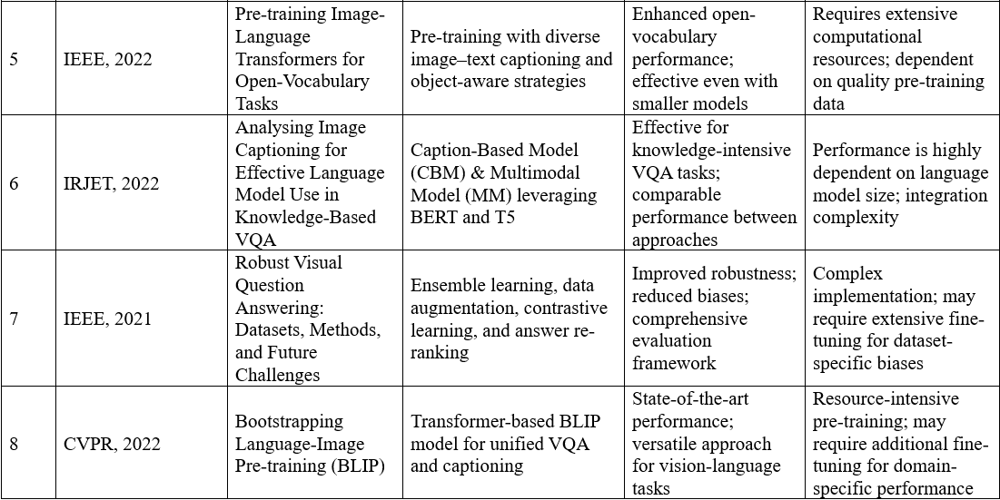 5
IEEE, 2022
Pre-training Image-
Language
Transformers for
Open-Vocabulary
Tasks
Pre-training with diverse
image–text captioning and
object-aware strategies
Enhanced open-
vocabulary
performance;
effective even with
smaller models
Requires extensive
computational
resources; dependent
on quality pre-training
data
6
IRJET, 2022
Analysing Image
Captioning for
Effective Language
Model Use in
Knowledge-Based
VQA
Caption-Based Model
(CBM) & Multimodal
Model (MM) leveraging
BERT and T5
Effective for
knowledge-intensive
VQA tasks;
comparable
performance between
approaches
Performance is highly
dependent on language
model size; integration
complexity
7
IEEE, 2021
Robust Visual
Question
Answering:
Datasets, Methods,
and Future
Challenges
Ensemble learning, data
augmentation, contrastive
learning, and answer re-
ranking
Improved robustness;
reduced biases;
comprehensive
evaluation
framework
Complex
implementation; may
require extensive fine-
tuning for dataset-
specific biases
8
CVPR, 2022
Bootstrapping
Language-Image
Pre-training (BLIP)
Transformer-based BLIP
model for unified VQA
and captioning
State-of-the-art
performance;
versatile approach
for vision-language
tasks
Resource-intensive
pre-training; may
require additional fine-
tuning for domain-
specific performance